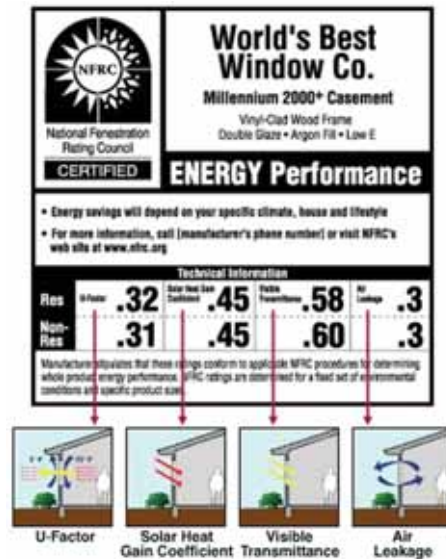 NFRC
National Fenestration
Rating Council
CERTIFIED
World's Best
Window Co.
Millennium 2000+ Casement
Vinyl-Clad Wood Frame
Double Glaze • Argon Fill • Low E
ENERGY Performance
• Energy savings will depend on your specific climate, house and lifestyle
• For more information, call [manufacturer's phone number] or visit NFRC's
web site at www.nfrc.org
Technical Information
Res U-Factor .32 Solar Heat Gain Coefficient .45 Visible Transmittance .58 Air Leakage .3
Non-Res .31 .45 .60 .3
Manufacturer stipulates that these ratings conform to applicable NFRC procedures for determining
whole product energy performance. NFRC ratings are determined for a fixed set of environmental
conditions and specific product sizes.
U-Factor
Solar Heat
Gain Coefficient
Visible
Transmittance
Air
Leakage